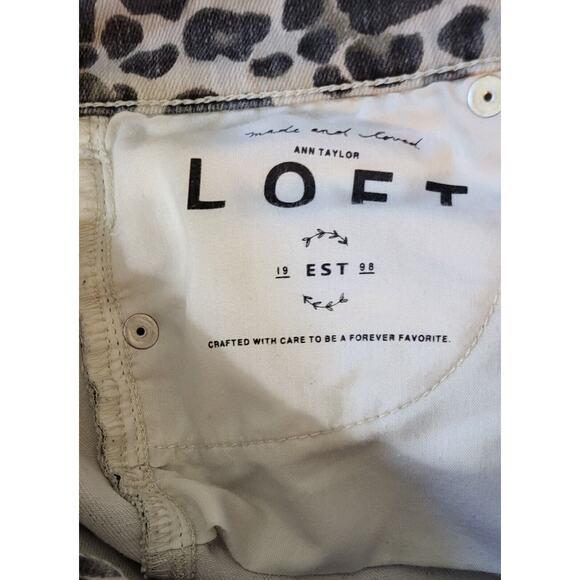 made and loved
ANN TAYLOR
LOFT
19 EST 98
CRAFTED WITH CARE TO BE A FOREVER FAVORITE.